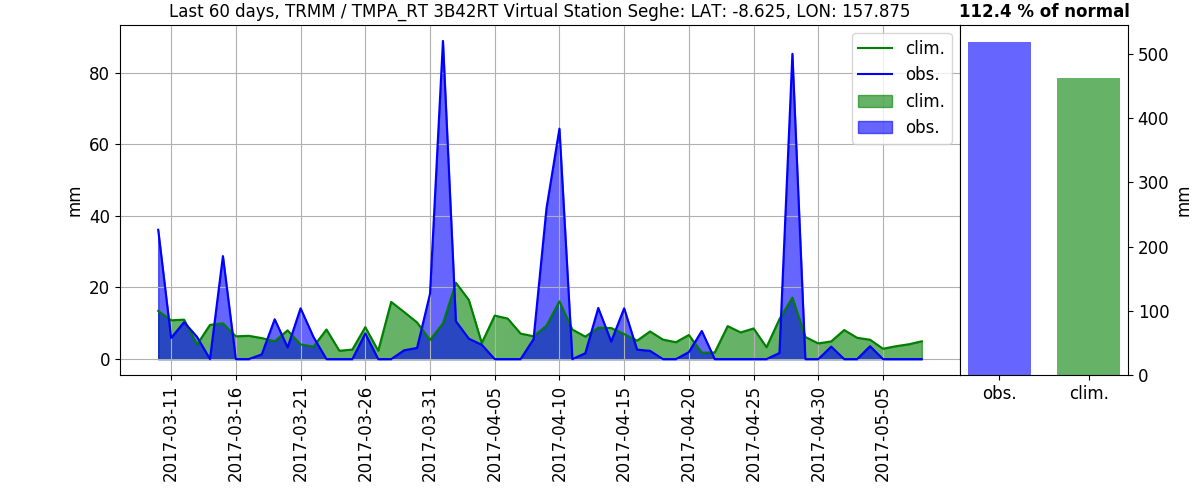 Last 60 days, TRMM / TMPA_RT 3B42RT Virtual Station Seghe: LAT: -8.625, LON: 157.875
112.4 % of normal
clim.
obs.
clim.
obs.
mm
80
60
40
20
0
2017-03-11
2017-03-16
2017-03-21
2017-03-26
2017-03-31
2017-04-05
2017-04-10
2017-04-15
2017-04-20
2017-04-25
2017-04-30
2017-05-05
500
400
300
200
100
0
mm
obs.
clim.